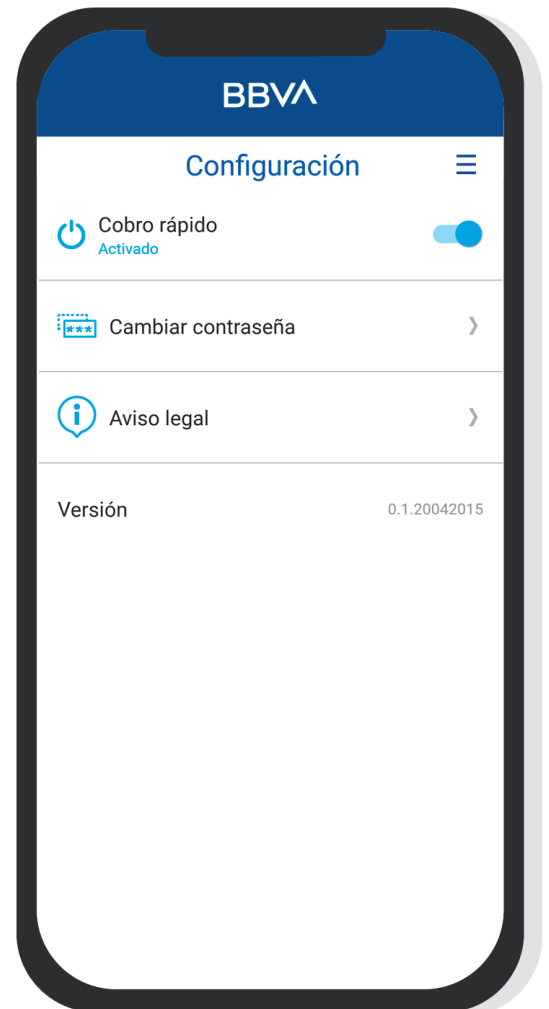 BBVA
Configuración
Cobro rápido
Activado
***
Cambiar contraseña
Aviso legal
Versión 0.1.20042015